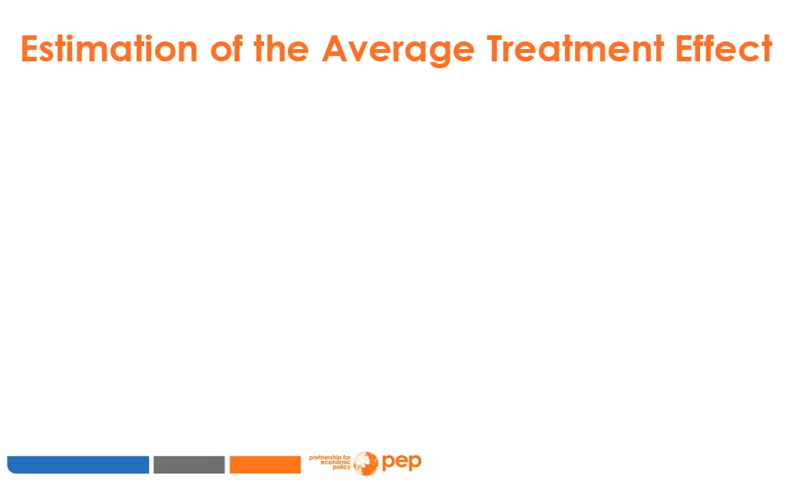 Estimation of the Average Treatment Effect
partnership for
economic
policy
pep